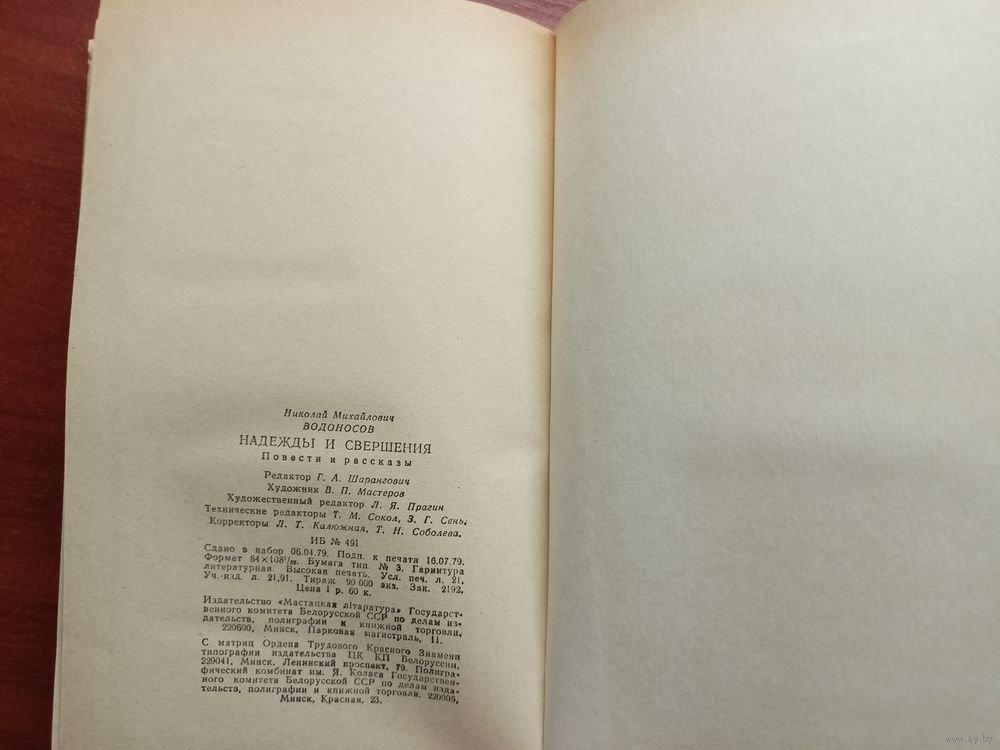 Николай Михайлович
ВОДОНОСОВ
НАДЕЖДЫ И СВЕРШЕНИЯ
Повести и рассказы
Редактор Г. А. Шарангович
Художник В. П. Мастеров
Художественный редактор Л. Я. Прагин
Технические редакторы Т. М. Сокол, З. Г. Сень.
Корректоры Л. Т. Калюжная, Т. Н. Соболева.
ИБ № 491
Сдано в набор 06.04.79. Подп. к печати 16.07.79.
Формат 84×108¹/₃₂. Бумага тип. № 3. Гарнитура
литературная. Высокая печать. Усл. печ. л. 21.
Уч.-изд. л. 21,91. Тираж 90 000 экз. Зак. 2192.
Цена 1 р. 60 к.
Издательство «Мастацкая літаратура» Государст-
венного комитета Белорусской ССР по делам из-
дательств, полиграфии и книжной торговли.
220600, Минск, Парковая магистраль, 11.
С матриц Ордена Трудового Красного Знамени
типографии издательства ЦК КП Белоруссии.
220041, Минск, Ленинский проспект, 79. Полигра-
фический комбинат им. Я. Коласа Государствен-
ного комитета Белорусской ССР по делам изда-
тельств, полиграфии и книжной торговли. 220005,
Минск, Красная, 23.
www.ay.by